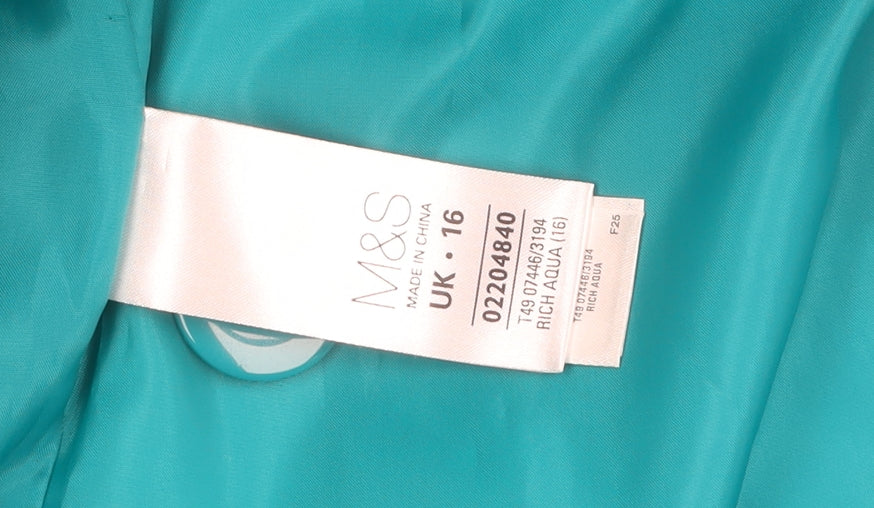 M&S
MADE IN CHINA
UK • 16
02204840
T49 07446/3194
RICH AQUA (16)
T49 07446/3194
RICH AQUA
F25